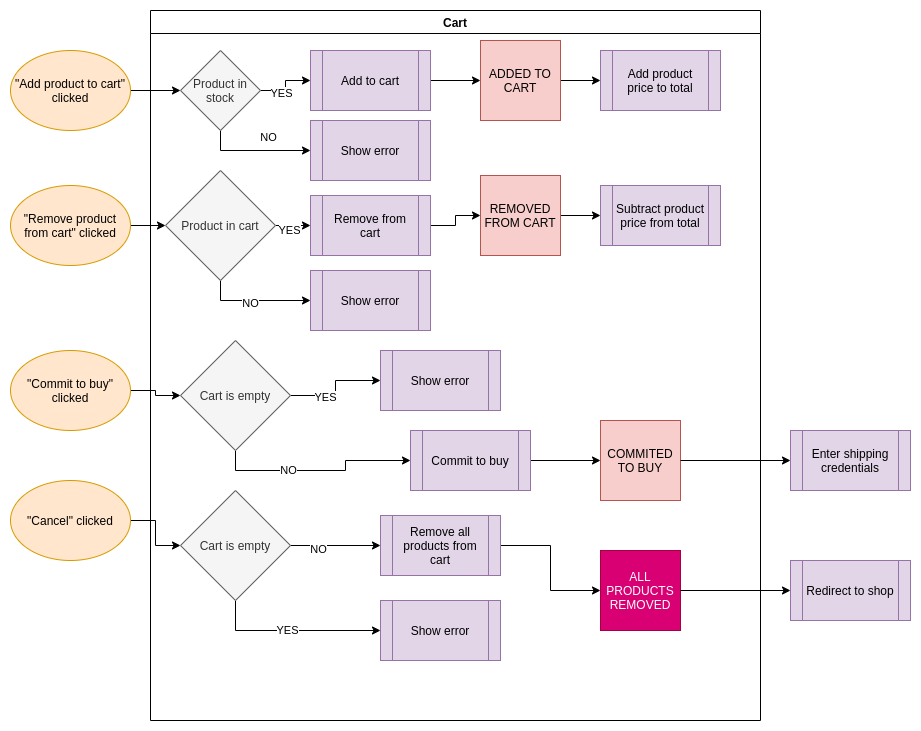 Cart
"Add product to cart"
clicked
Product in
stock
YES
Add to cart
ADDED TO
CART
Add product
price to total
NO
Show error
"Remove product
from cart" clicked
Product in cart
YES
Remove from
cart
REMOVED
FROM CART
Subtract product
price from total
NO
Show error
"Commit to buy"
clicked
Cart is empty
YES
Show error
NO
Commit to buy
COMMITED
TO BUY
Enter shipping
credentials
"Cancel" clicked
Cart is empty
NO
Remove all
products from
cart
ALL
PRODUCTS
REMOVED
Redirect to shop
YES
Show error